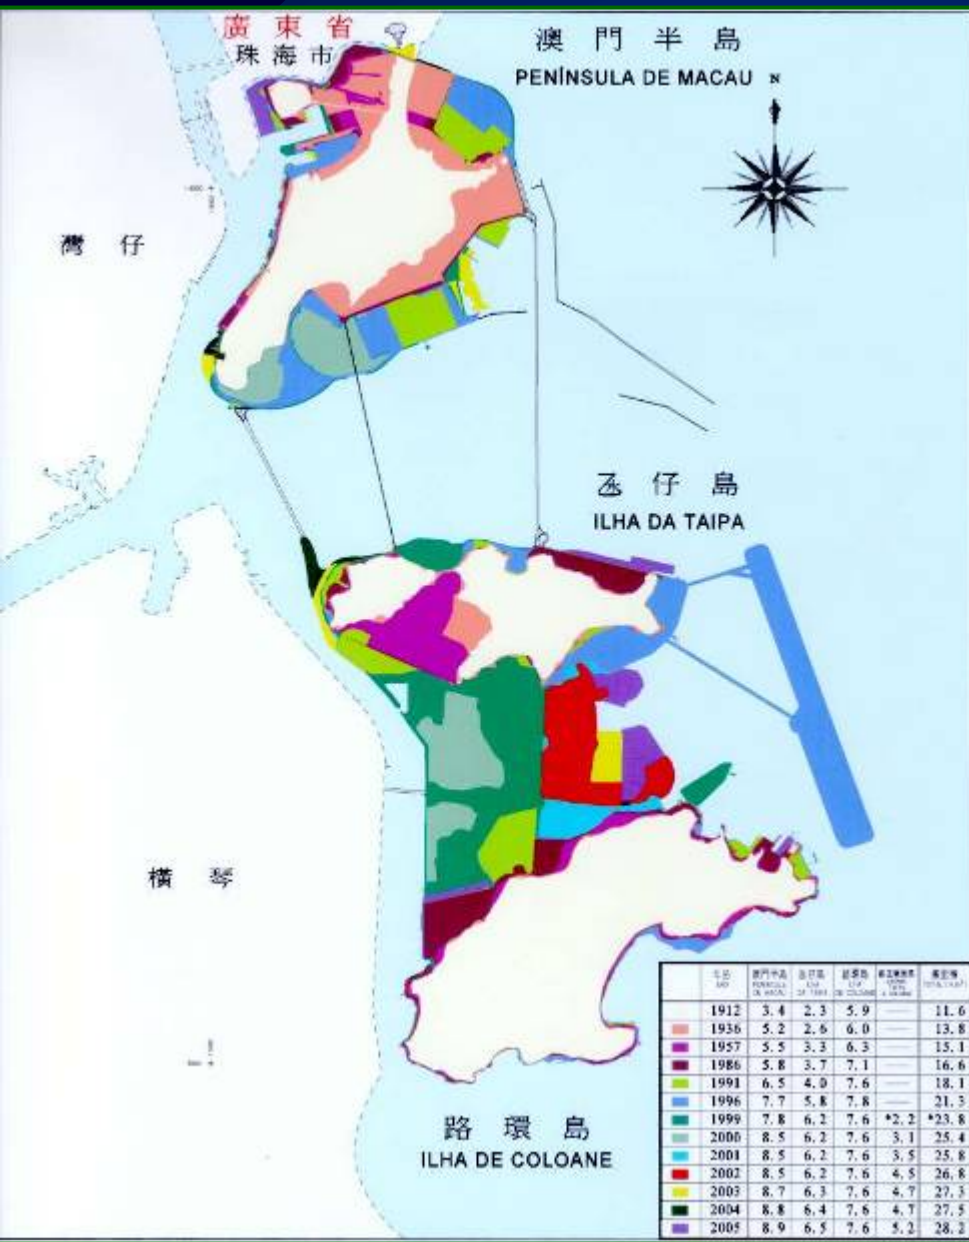 廣東省
珠海市
澳門半島
PENÍNSULA DE MACAU
N
灣仔
氹仔島
ILHA DA TAIPA
橫琴
路環島
ILHA DE COLOANE
1912 3.4 2.3 5.9 —— 11.6
1936 5.2 2.6 6.0 —— 13.8
1957 5.5 3.3 6.3 —— 15.1
1986 5.8 3.7 7.1 —— 16.6
1991 6.5 4.0 7.6 —— 18.1
1996 7.7 5.8 7.8 —— 21.3
1999 7.8 6.2 7.6 *2.2 *23.8
2000 8.5 6.2 7.6 3.1 25.4
2001 8.5 6.2 7.6 3.5 25.8
2002 8.5 6.2 7.6 4.5 26.8
2003 8.7 6.3 7.6 4.7 27.3
2004 8.8 6.4 7.6 4.7 27.5
2005 8.9 6.5 7.6 5.2 28.2